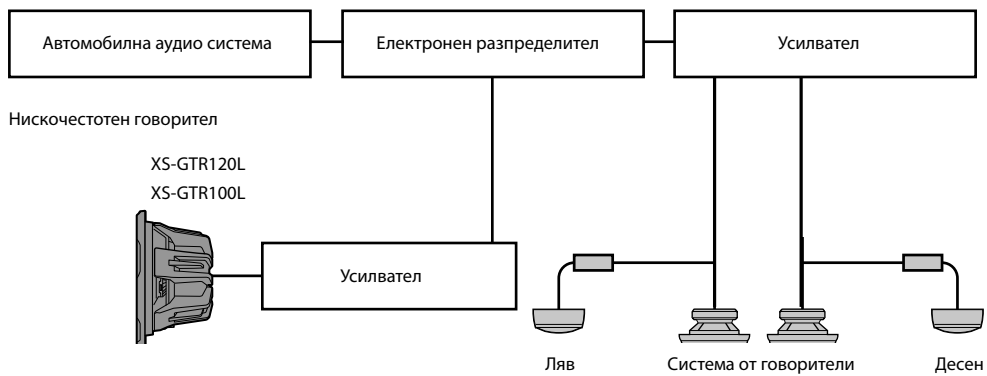 Автомобилна аудио система
Електронен разпределител
Усилвател
Нискочестотен говорител
XS-GTR120L
XS-GTR100L
Усилвател
Ляв
Система от говорители
Десен